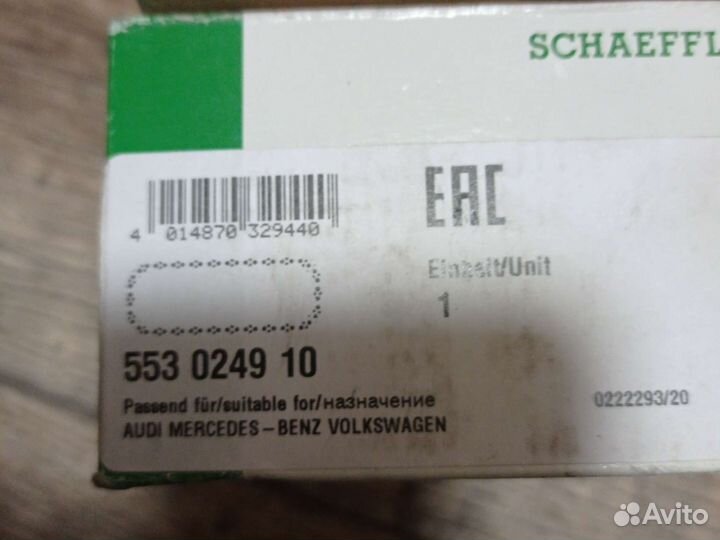 SCHAEFFL
EAC
4 014870 329440
Einheit/Unit
1
553 0249 10
Passend für/suitable for/назначение
0222293/20
AUDI MERCEDES-BENZ VOLKSWAGEN
Avito